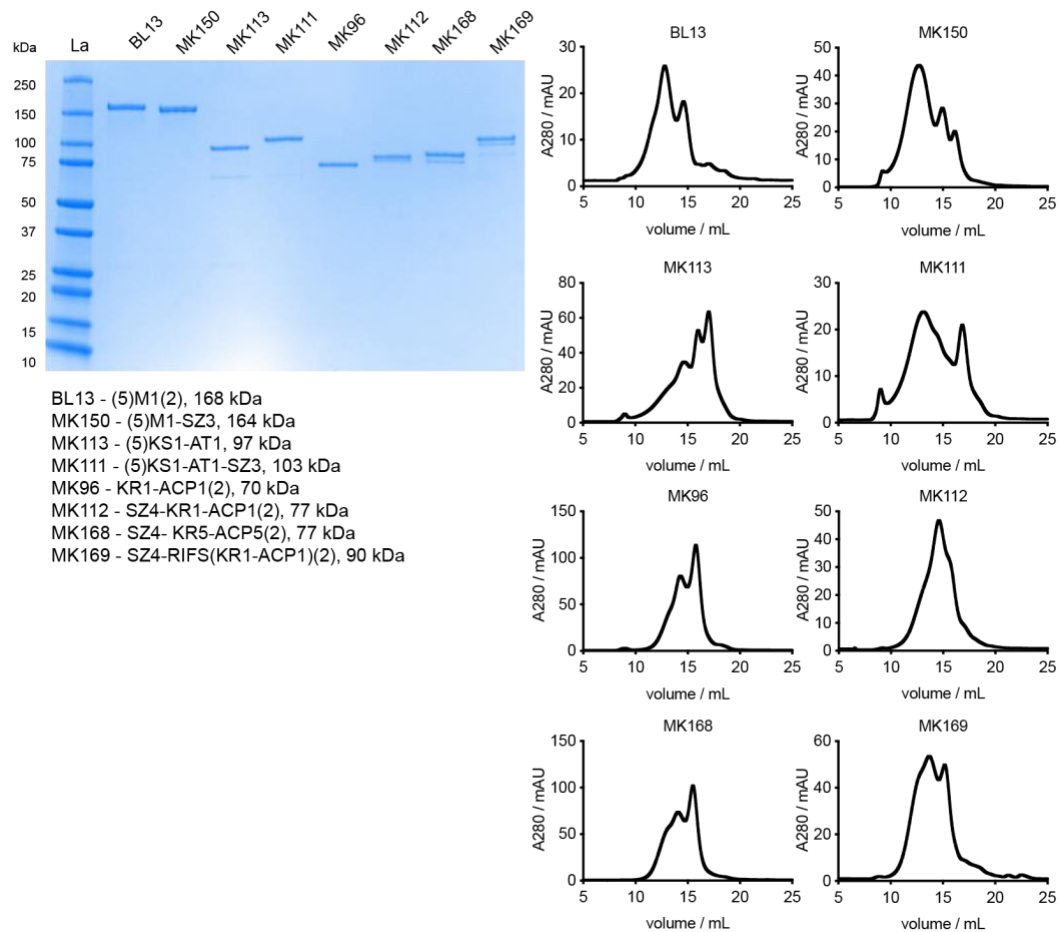 kDa La BL13 MK150 MK113 MK111 MK96 MK112 MK168 MK169
250
150
100
75
50
37
25
20
15
10
BL13 - (5)M1(2), 168 kDa
MK150 - (5)M1-SZ3, 164 kDa
MK113 - (5)KS1-AT1, 97 kDa
MK111 - (5)KS1-AT1-SZ3, 103 kDa
MK96 - KR1-ACP1(2), 70 kDa
MK112 - SZ4-KR1-ACP1(2), 77 kDa
MK168 - SZ4- KR5-ACP5(2), 77 kDa
MK169 - SZ4-RIFS(KR1-ACP1)(2), 90 kDa
BL13
A280 / mAU
30
20
10
0
5 10 15 20 25
volume / mL
MK150
A280 / mAU
50
40
30
20
10
0
5 10 15 20 25
volume / mL
MK113
A280 / mAU
80
60
40
20
0
5 10 15 20 25
volume / mL
MK111
A280 / mAU
30
20
10
0
5 10 15 20 25
volume / mL
MK96
A280 / mAU
150
100
50
0
5 10 15 20 25
volume / mL
MK112
A280 / mAU
50
40
30
20
10
0
5 10 15 20 25
volume / mL
MK168
A280 / mAU
150
100
50
0
5 10 15 20 25
volume / mL
MK169
A280 / mAU
60
40
20
0
5 10 15 20 25
volume / mL